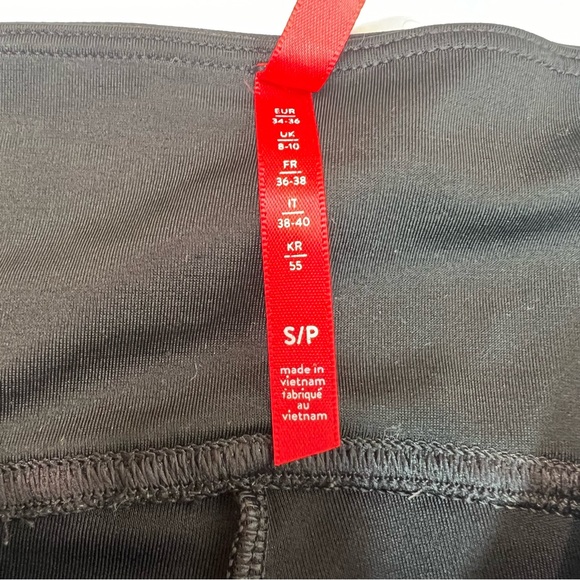 EUR
34-36
UK
8-10
FR
36-38
IT
38-40
KR
55
S/P
made in
vietnam
fabriqué
au
vietnam